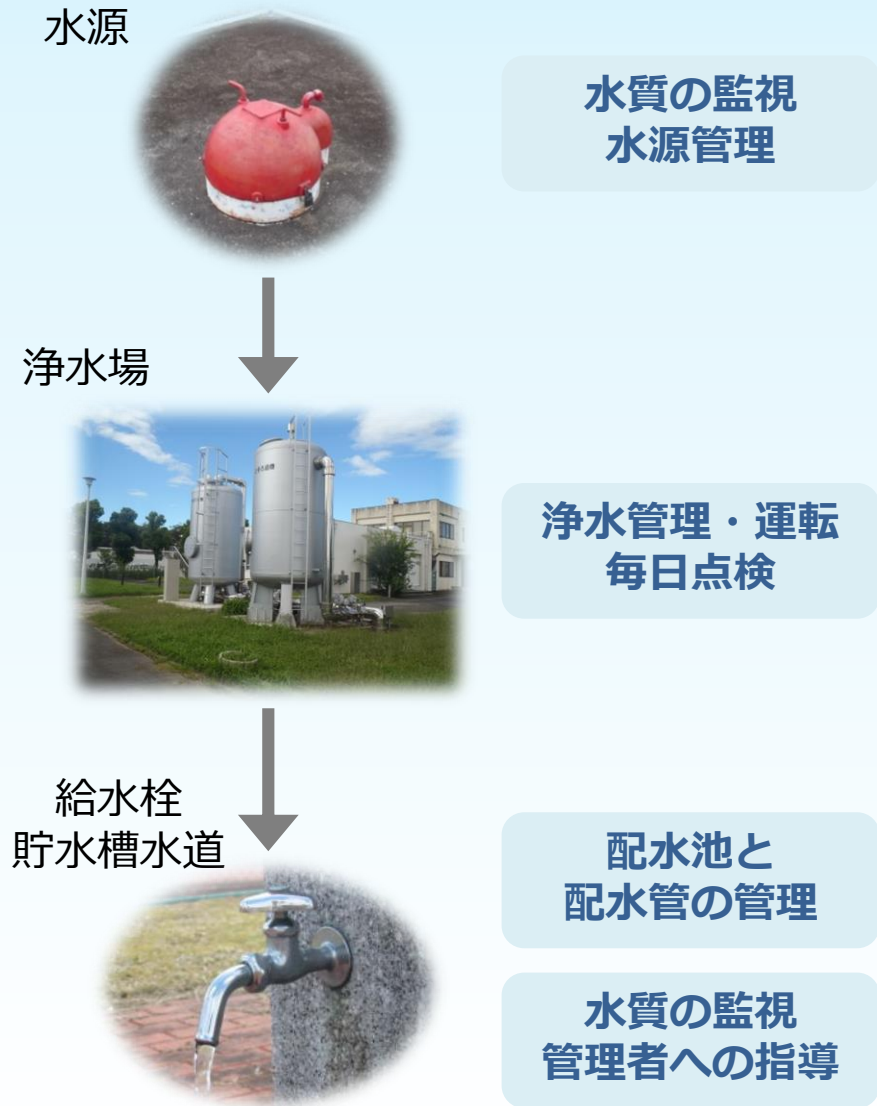 水源
水質の監視
水源管理
浄水場
浄水管理・運転
毎日点検
給水栓
貯水槽水道
配水池と
配水管の管理
水質の監視
管理者への指導